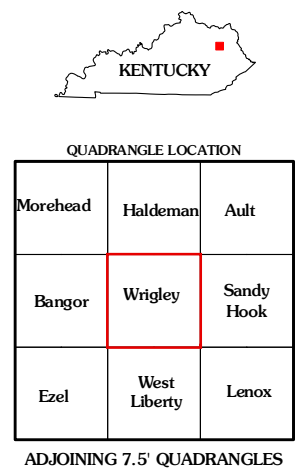 KENTUCKY
QUADRANGLE LOCATION
Morehead
Haldeman
Ault
Bangor
Wrigley
Sandy
Hook
Ezel
West
Liberty
Lenox
ADJOINING 7.5' QUADRANGLES